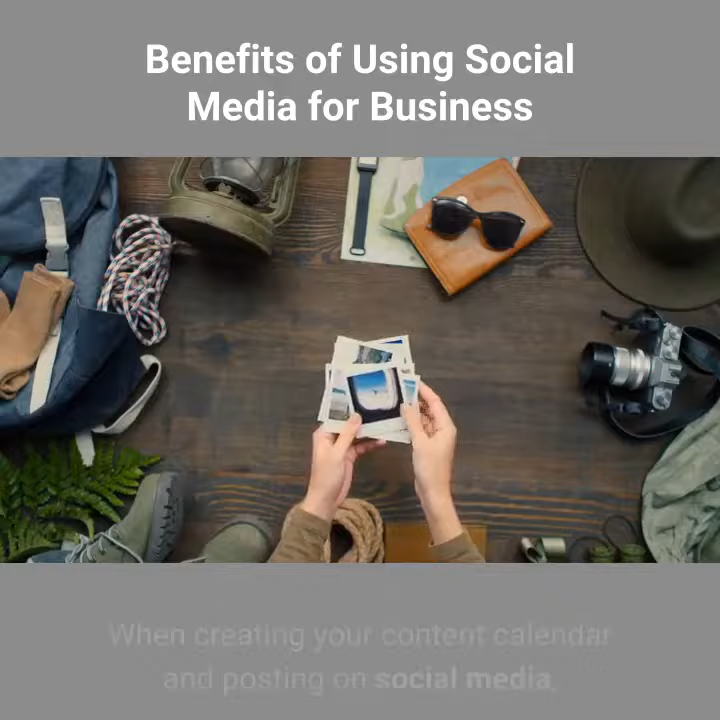 Benefits of Using Social
Media for Business
When creating your content calendar
and posting on social media,